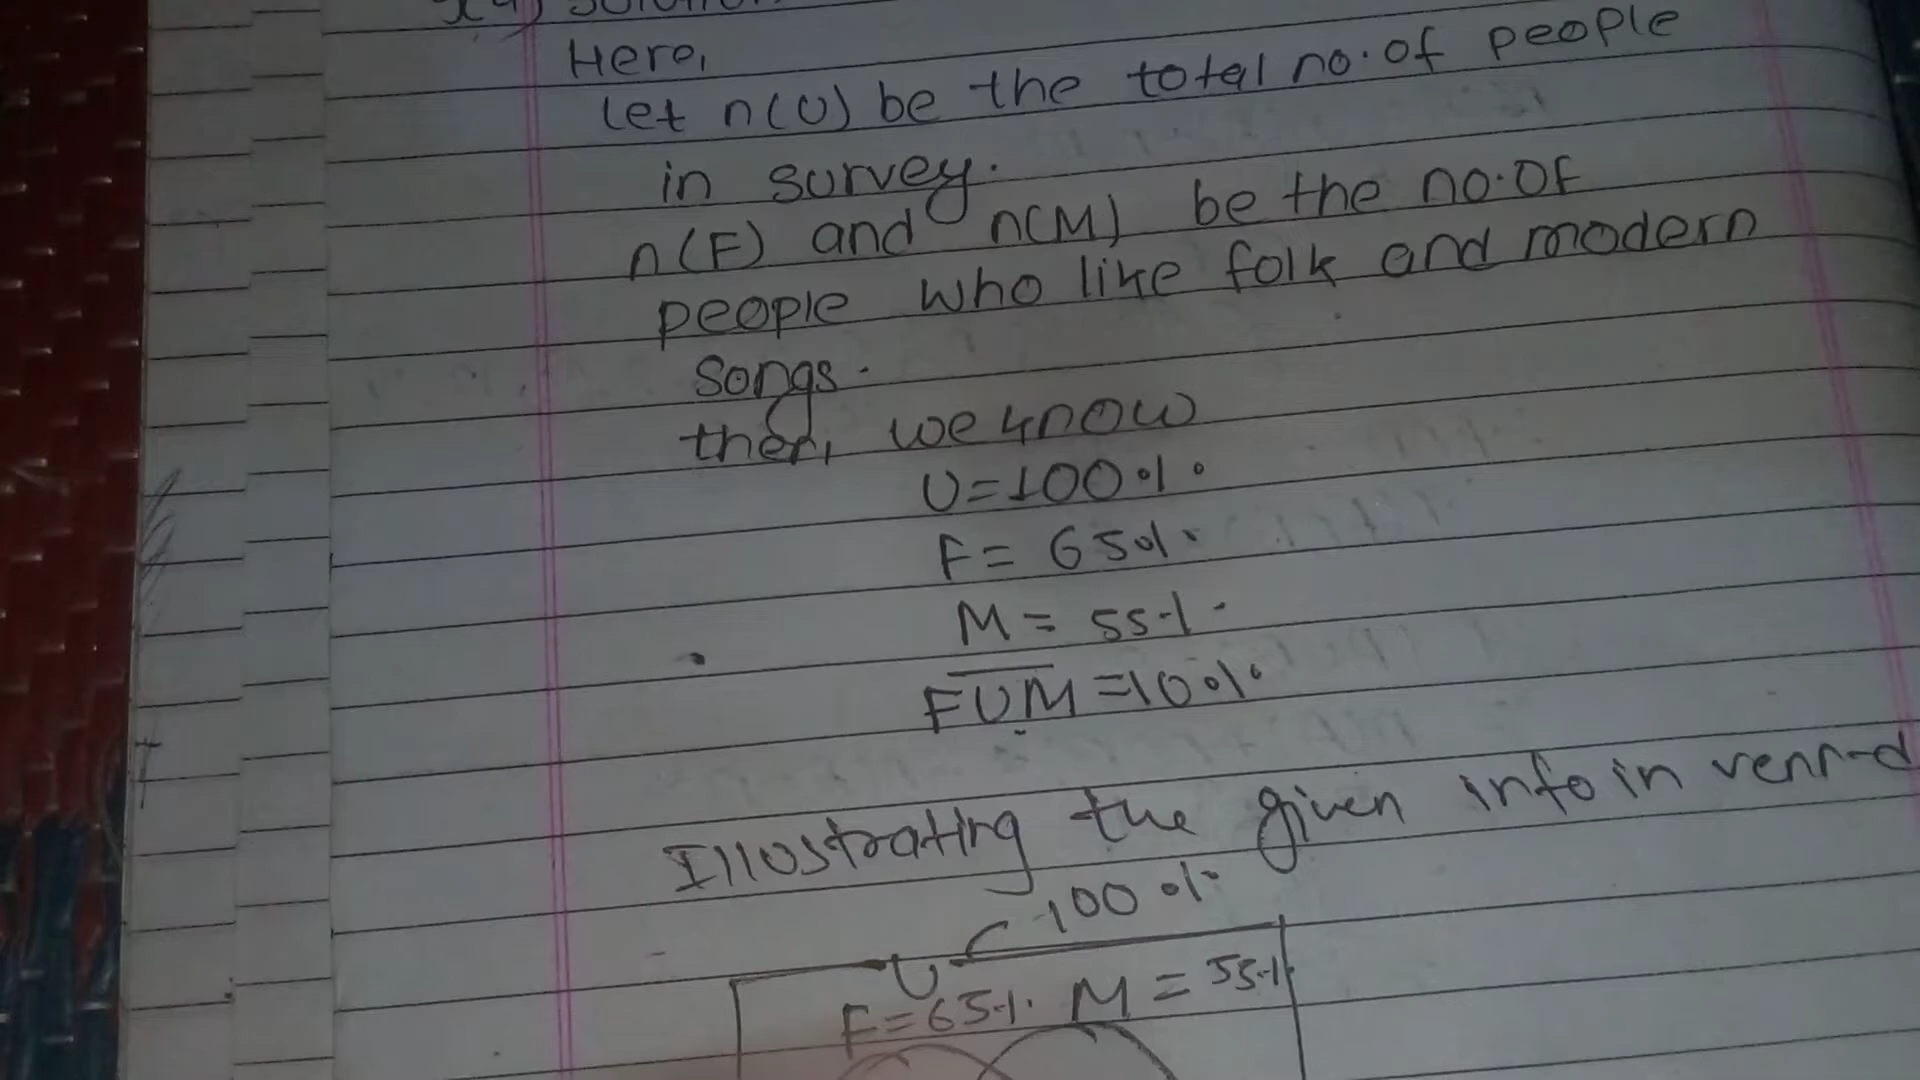 Here,
let n(U) be the total no. of people
in survey.
n(F) and n(M) be the no. of
people who like folk and modern
songs.
then, we know
U=100%
F= 65%
M = 55%
F̅U̅M̅ =10%
Illustrating the given info in venn-d
100%
U
F=65% M = 55%